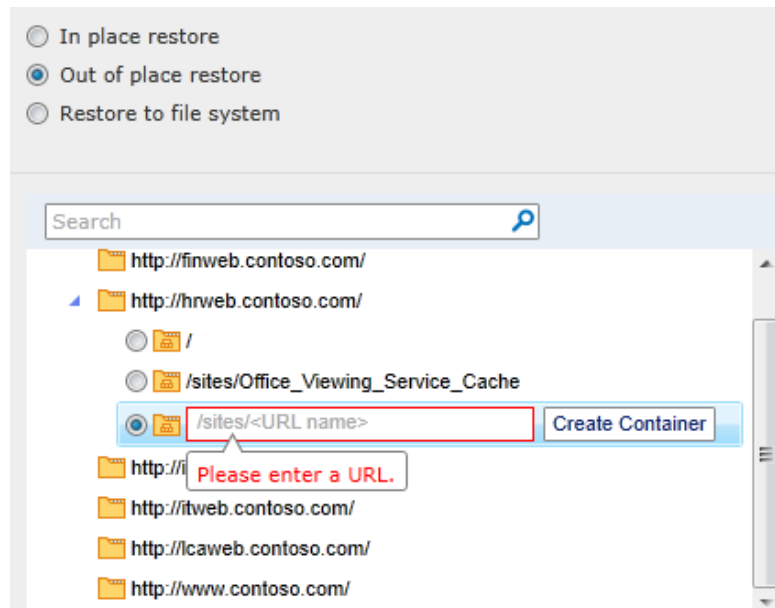 In place restore
Out of place restore
Restore to file system
Search
http://finweb.contoso.com/
http://hrweb.contoso.com/
/
/sites/Office_Viewing_Service_Cache
/sites/<URL name> Create Container
http://i
Please enter a URL.
http://itweb.contoso.com/
http://lcaweb.contoso.com/
http://www.contoso.com/